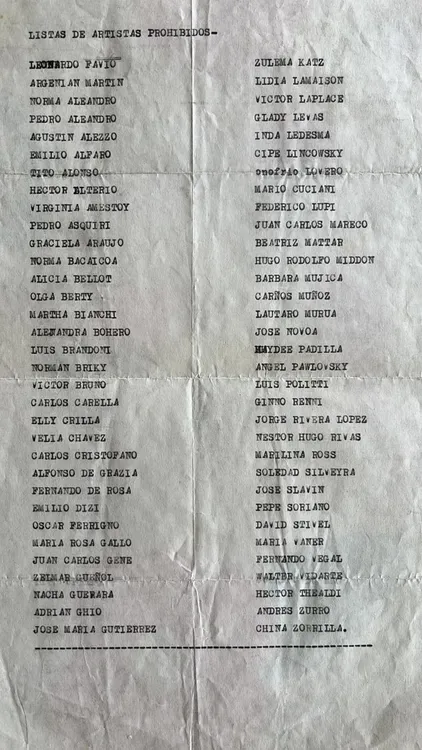 LISTAS DE ARTISTAS PROHIBIDOS-
LEONARDO FAVIO
ARGENIAN MARTIN
NORMA ALEANDRO
PEDRO ALEANDRO
AGUSTIN ALEZZO
EMILIO ALFARO
TITO ALONSO
HECTOR ALTERIO
VIRGINIA AMESTOY
PEDRO ASQUIRI
GRACIELA ARAUJO
NORMA BACAICOA
ALICIA BELLOT
OLGA BERTY
MARTHA BIANCHI
ALEJANDRA BOHERO
LUIS BRANDONI
NORMAN BRIKY
VICTOR BRUNO
CARLOS CARELLA
ELLY CRILLA
VELIA CHAVEZ
CARLOS CRISTOFANO
ALFONSO DE GRAZIA
FERNANDO DE ROSA
EMILIO DIZI
OSCAR FERRIGNO
MARIA ROSA GALLO
JUAN CARLOS GENE
ZELMAR GUEÑOL
NACHA GUEVARA
ADRIAN GHIO
JOSE MARIA GUTIERREZ
ZULEMA KATZ
LIDIA LAMAISON
VICTOR LAPLACE
GLADY LEVAS
INDA LEDESMA
CIPE LINCOWSKY
onofrio LOVERO
MARIO CUCIANI
FEDERICO LUPI
JUAN CARLOS MARECO
BEATRIZ MATTAR
HUGO RODOLFO MIDDON
BARBARA MUJICA
CARÑOS MUÑOZ
LAUTARO MURUA
JOSE NOVOA
HAYDEE PADILLA
ANGEL PAWLOWSKY
LUIS POLITTI
GINNO RENNI
JORGE RIVERA LOPEZ
NESTOR HUGO RIVAS
MARILINA ROSS
SOLEDAD SILVEYRA
JOSE SLAVIN
PEPE SORIANO
DAVID STIVEL
MARIA VANER
FERNANDO VEGAL
WALTER VIDARTE
HECTOR THEALDI
ANDRES ZURRO
CHINA ZORRILLA.